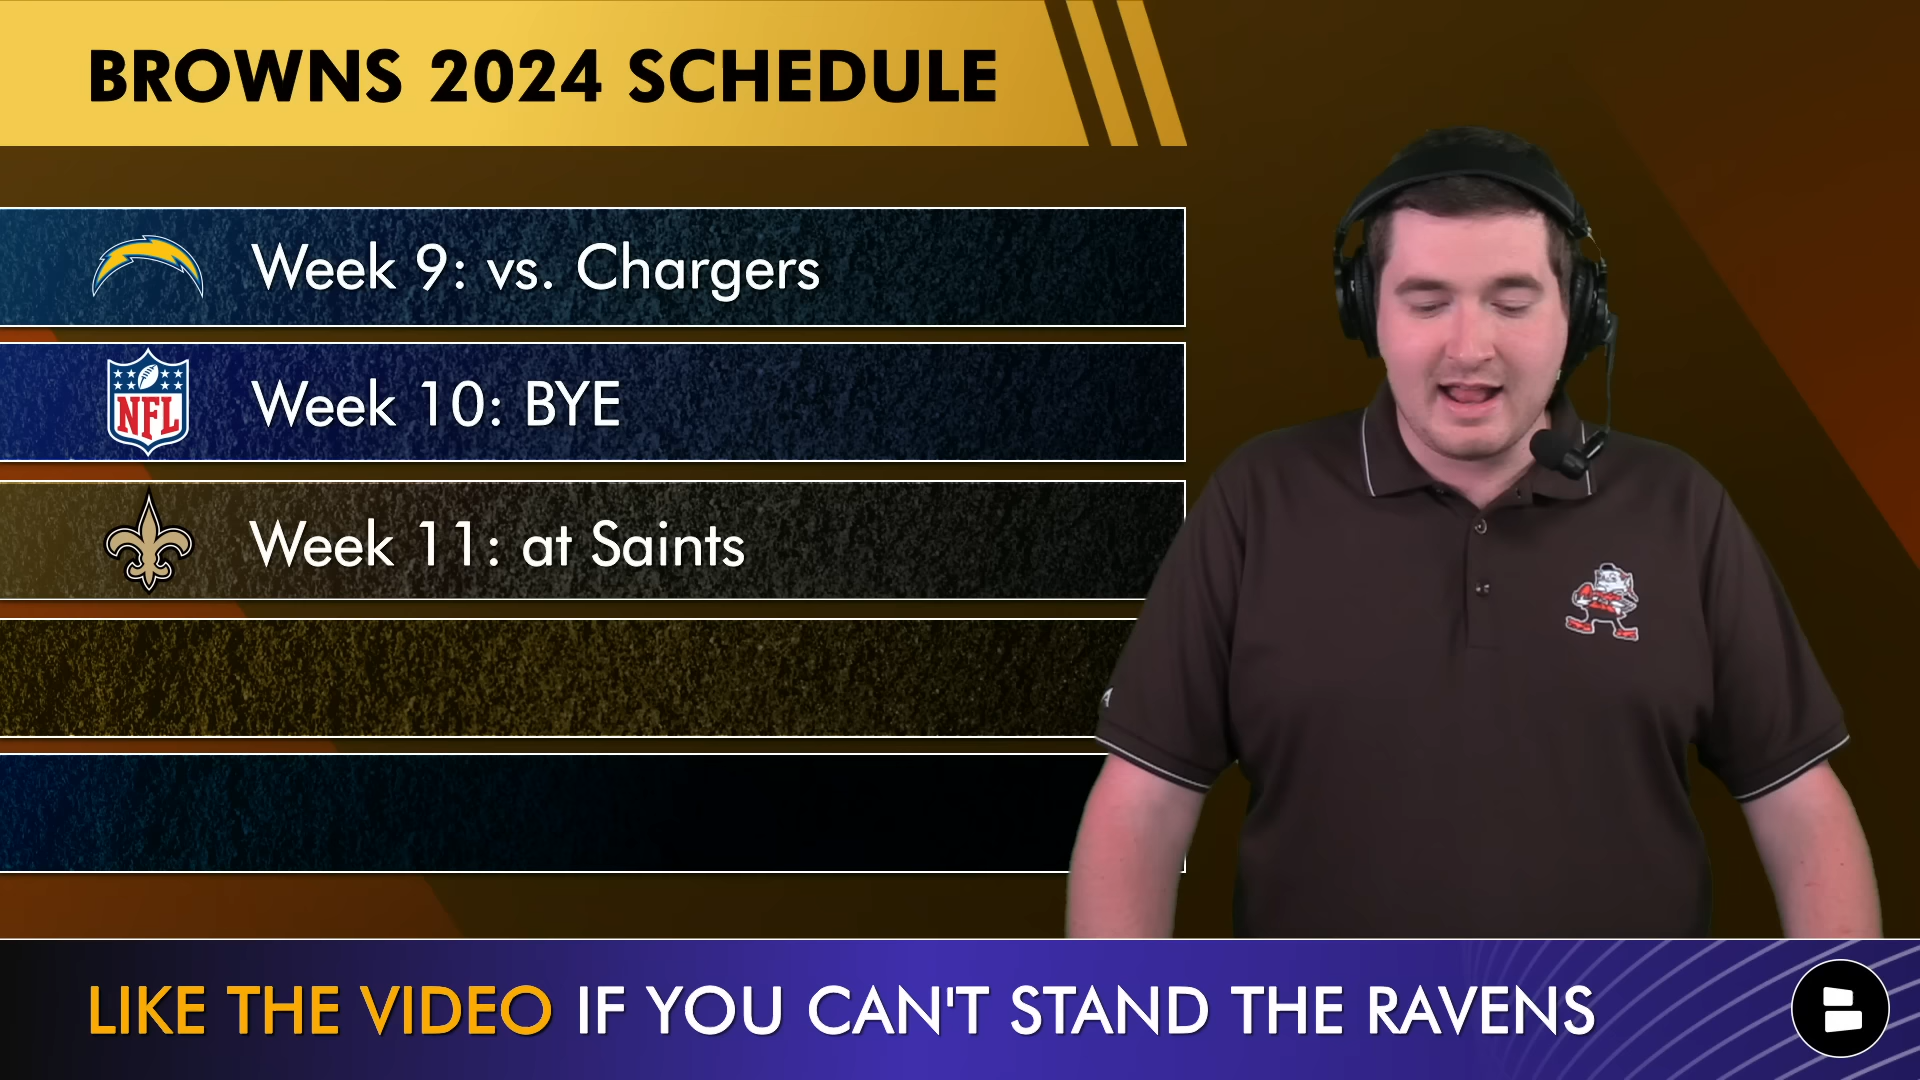 BROWNS 2024 SCHEDULE
Week 9: vs. Chargers
NFL
Week 10: BYE
Week 11: at Saints
LIKE THE VIDEO IF YOU CAN'T STAND THE RAVENS